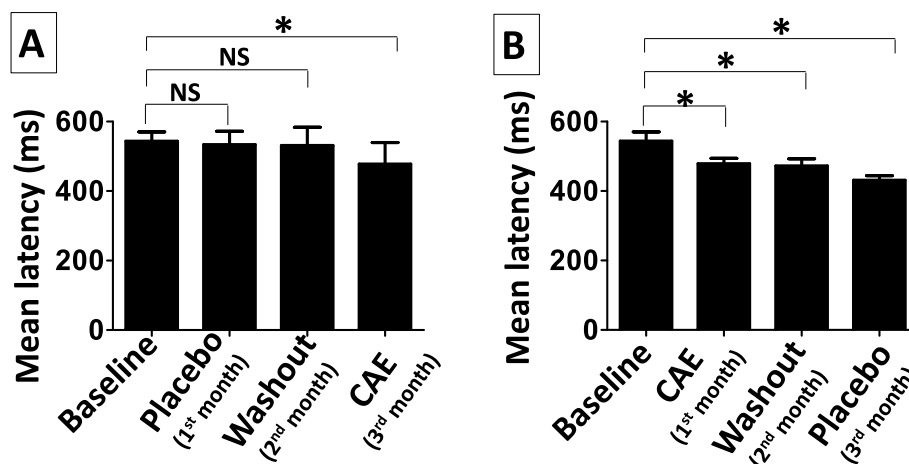 A
*
NS
NS
Mean latency (ms)
600
400
200
0
Baseline
Placebo
(1st month)
Washout
(2nd month)
CAE
(3rd month)
B
*
*
*
Mean latency (ms)
600
400
200
0
Baseline
CAE
(1st month)
Washout
(2nd month)
Placebo
(3rd month)